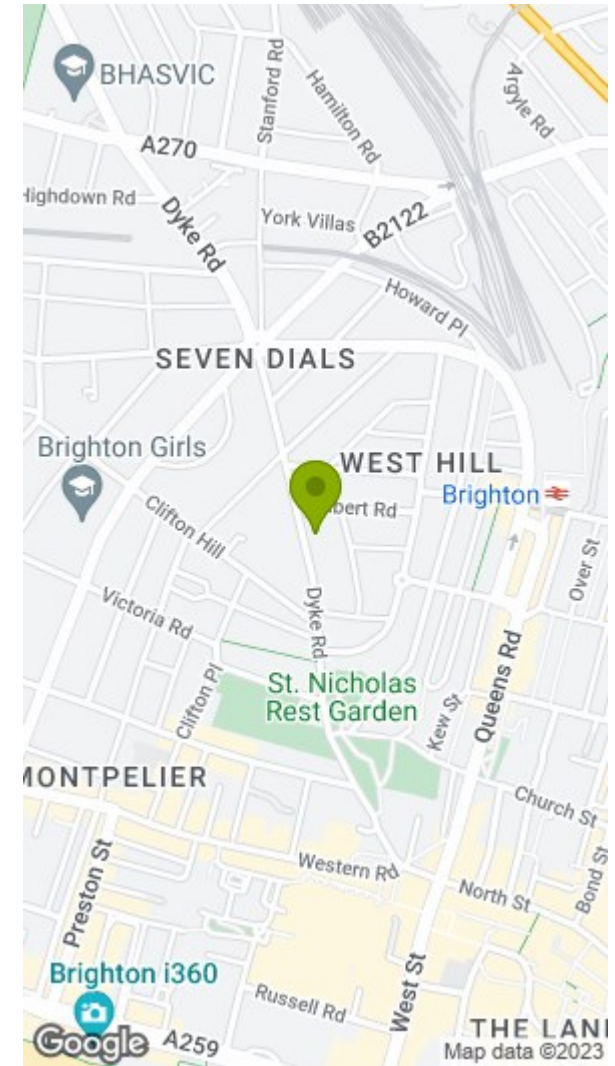 BHASVIC
Stanford Rd
Hamilton Rd
Argyle Rd
A270
Highdown Rd
Dyke Rd
York Villas
B2122
Howard Pl
SEVEN DIALS
Brighton Girls
WEST HILL
Brighton
lbert Rd
Clifton Hill
Over St
Victoria Rd
Dyke Rd
Clifton Pl
St. Nicholas
Rest Garden
Kew St
Queens Rd
MONTPELIER
Church St
Preston St
Western Rd
North St
Bond St
Brighton i360
Russell Rd
West St
THE LAN
Google
A259
Map data ©2023